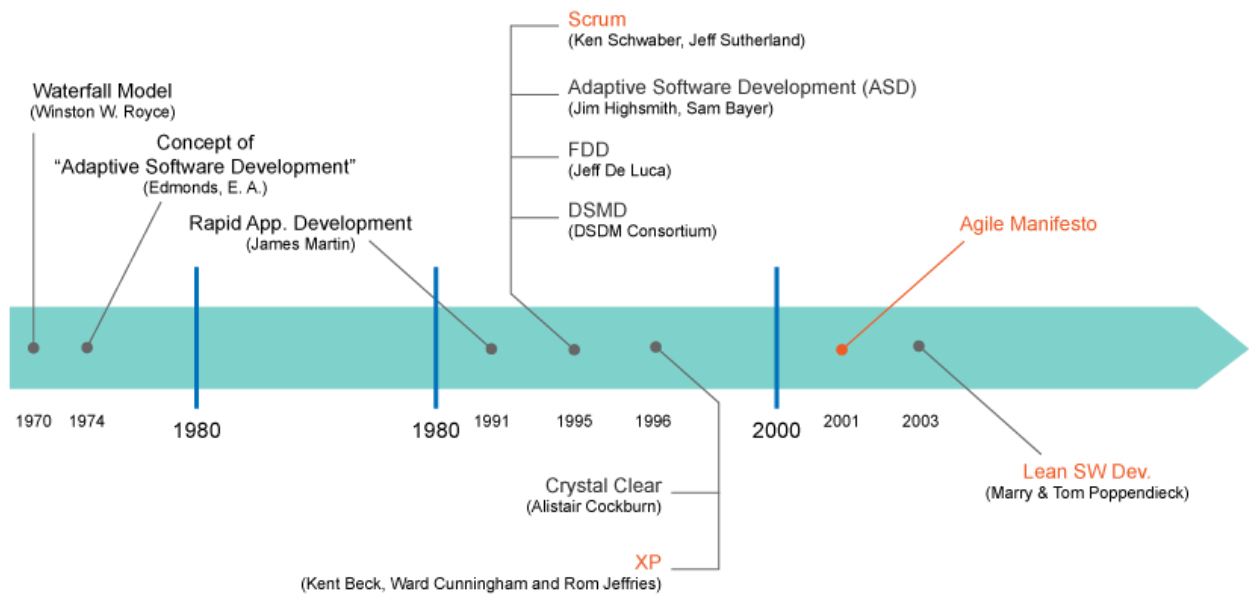 Scrum
(Ken Schwaber, Jeff Sutherland)
Waterfall Model
(Winston W. Royce)
Adaptive Software Development (ASD)
(Jim Highsmith, Sam Bayer)
Concept of
“Adaptive Software Development”
(Edmonds, E. A.)
FDD
(Jeff De Luca)
Rapid App. Development
(James Martin)
DSMD
(DSDM Consortium)
Agile Manifesto
1970
1974
1980
1980
1991
1995
1996
2000
2001
2003
Crystal Clear
(Alistair Cockburn)
Lean SW Dev.
(Marry & Tom Poppendieck)
XP
(Kent Beck, Ward Cunningham and Rom Jeffries)